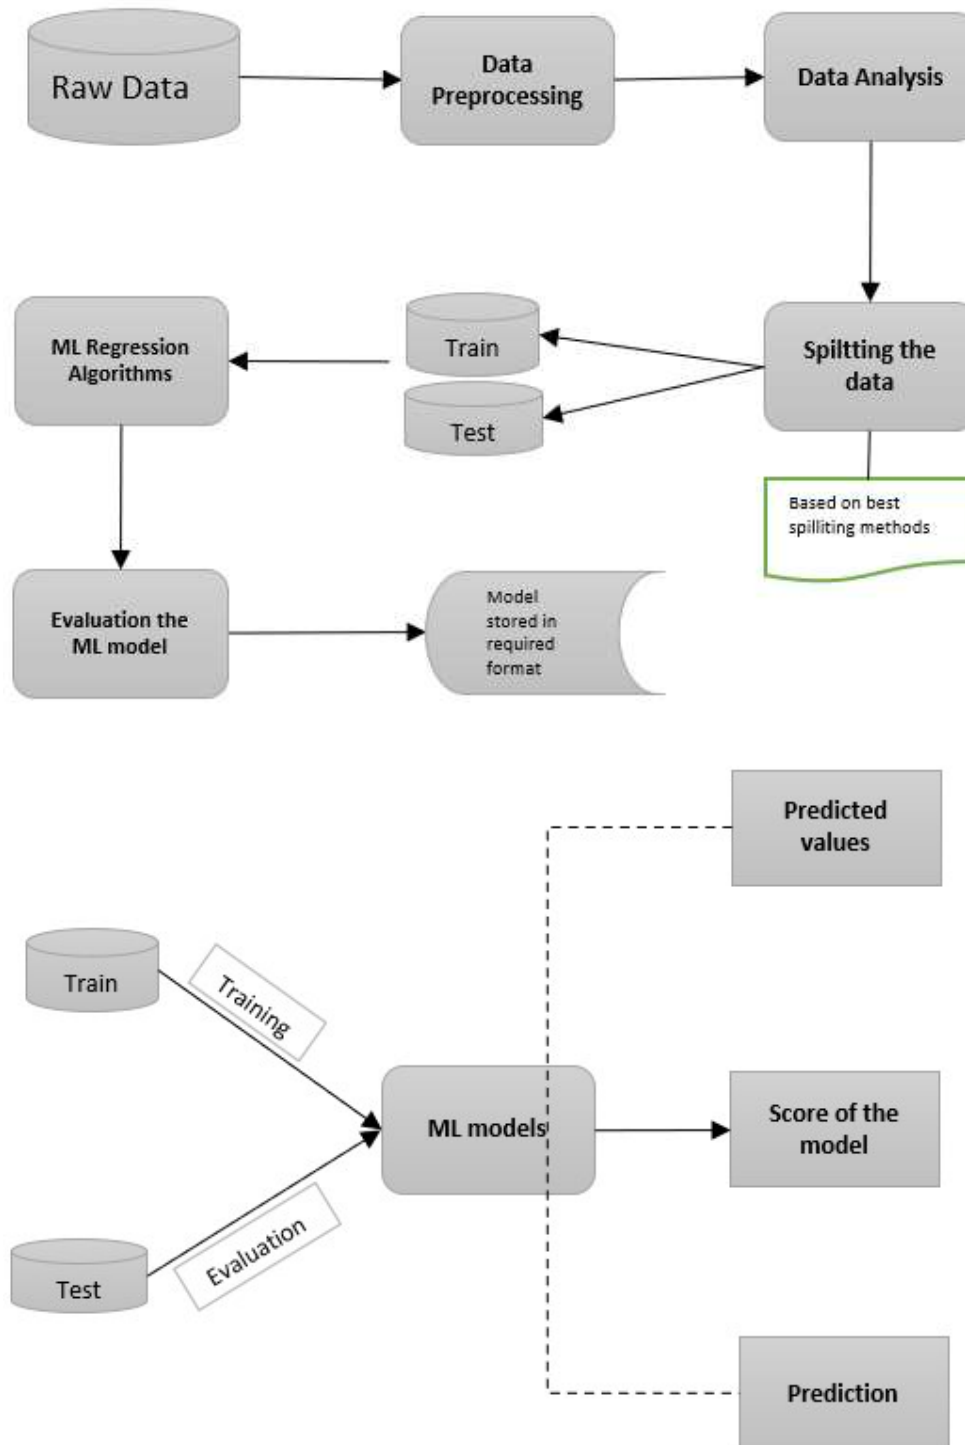 Raw Data
Data
Preprocessing
Data Analysis
ML Regression
Algorithms
Train
Test
Spiltting the
data
Based on best
spilliting methods
Evaluation the
ML model
Model
stored in
required
format
Predicted
values
Train
Training
ML models
Score of the
model
Test
Evaluation
Prediction